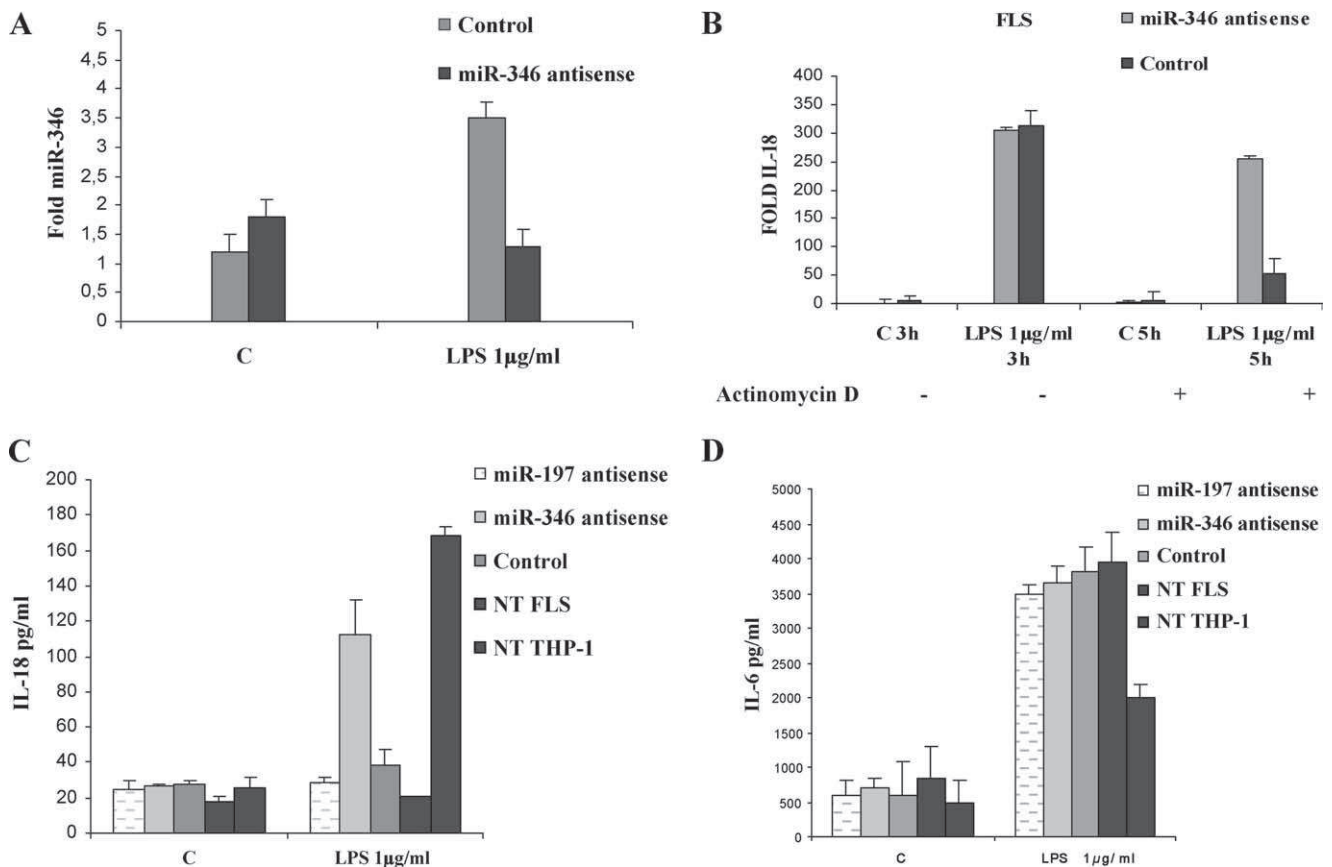 A
Control
miR-346 antisense
Fold miR-346
5
4,5
4
3,5
3
2,5
2
1,5
1
0,5
0
C
LPS 1µg/ml
B
FLS
miR-346 antisense
Control
FOLD IL-18
400
350
300
250
200
150
100
50
0
C 3h
LPS 1µg/ml
3h
C 5h
LPS 1µg/ml
5h
Actinomycin D - - + +
C
miR-197 antisense
miR-346 antisense
Control
NT FLS
NT THP-1
IL-18 pg/ml
200
180
160
140
120
100
80
60
40
20
0
C
LPS 1µg/ml
D
miR-197 antisense
miR-346 antisense
Control
NT FLS
NT THP-1
IL-6 pg/ml
5000
4500
4000
3500
3000
2500
2000
1500
1000
500
0
C
LPS 1µg/ ml